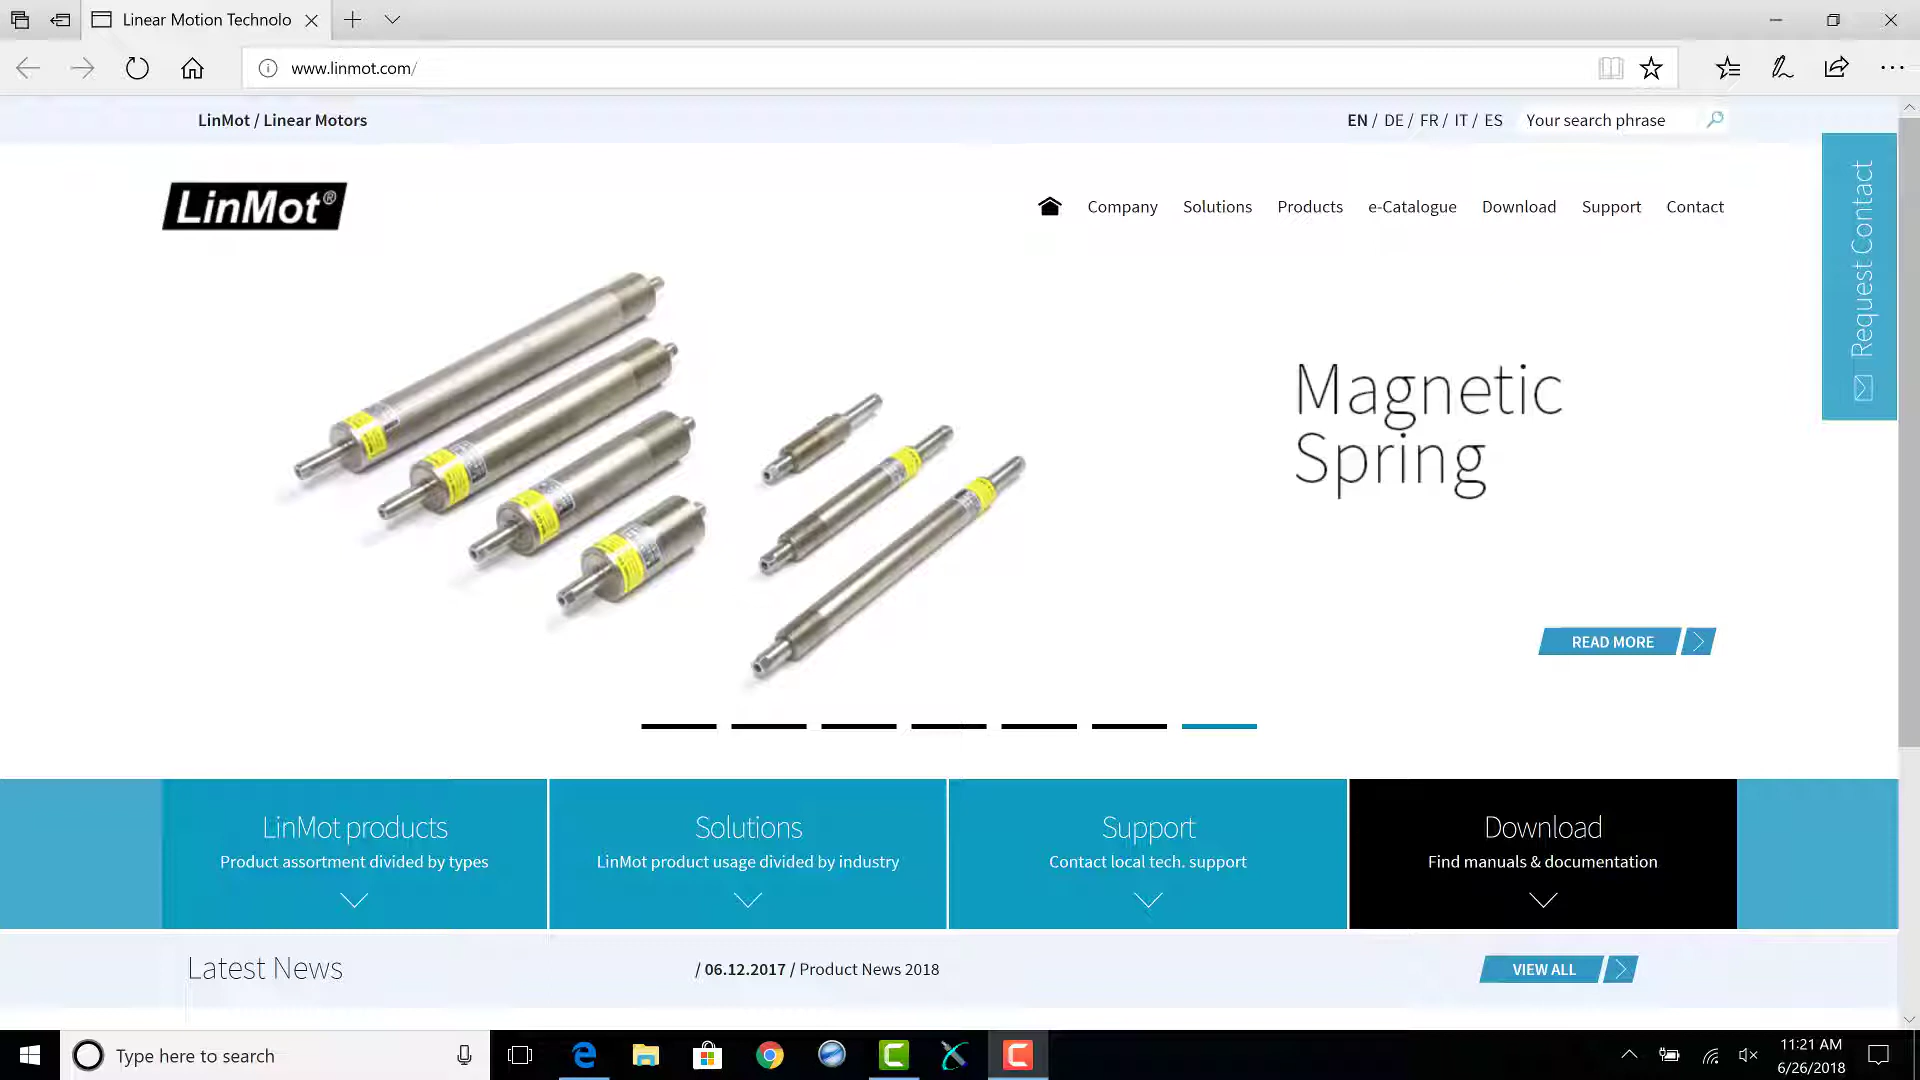 Linear Motion Technolo
www.linmot.com/
LinMot / Linear Motors
EN / DE / FR / IT / ES
Your search phrase
LinMot®
Company
Solutions
Products
e-Catalogue
Download
Support
Contact
Request Contact
Magnetic
Spring
READ MORE
LinMot products
Product assortment divided by types
Solutions
LinMot product usage divided by industry
Support
Contact local tech. support
Download
Find manuals & documentation
Latest News
/ 06.12.2017 / Product News 2018
VIEW ALL
Type here to search
11:21 AM
6/26/2018